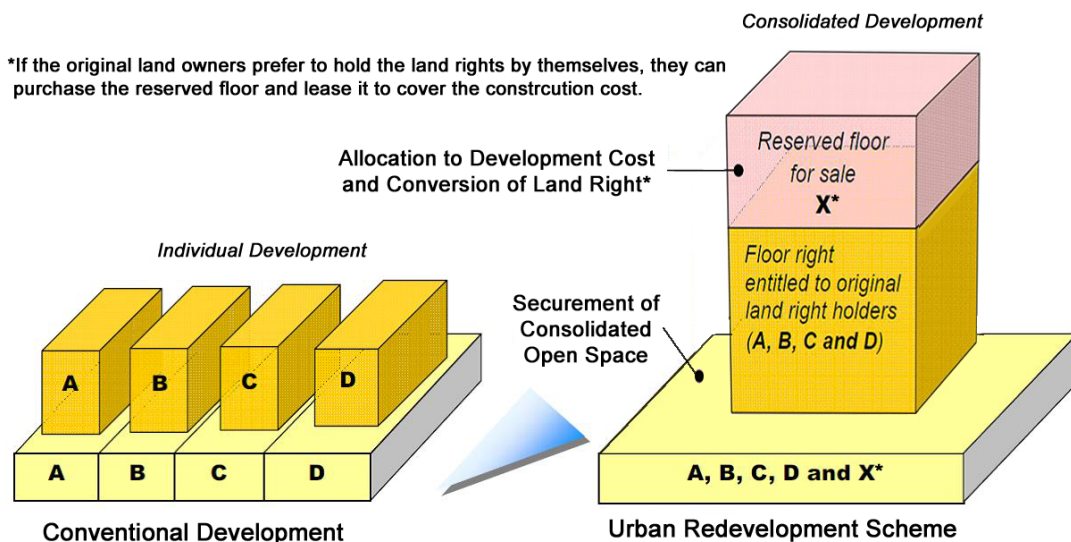 Consolidated Development
*If the original land owners prefer to hold the land rights by themselves, they can
purchase the reserved floor and lease it to cover the constrcution cost.
Allocation to Development Cost
and Conversion of Land Right*
Reserved floor
for sale
X*
Individual Development
Floor right
entitled to original
land right holders
(A, B, C and D)
Securement of
Consolidated
Open Space
A
B
C
D
A
B
C
D
A, B, C, D and X*
Conventional Development
Urban Redevelopment Scheme